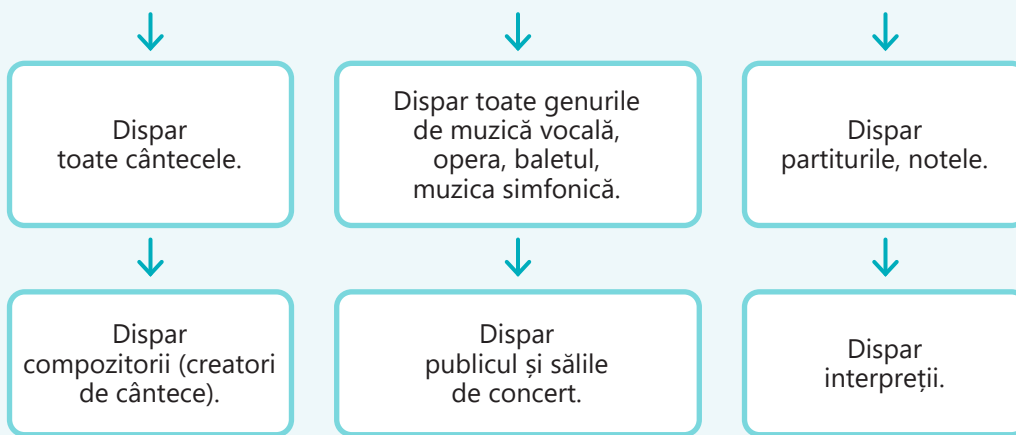 Dispar
toate cântecele.
Dispar toate genurile
de muzică vocală,
opera, baletul,
muzica simfonică.
Dispar
partiturile, notele.
Dispar
compozitorii (creatori
de cântece).
Dispar
publicul și sălile
de concert.
Dispar
interpreții.